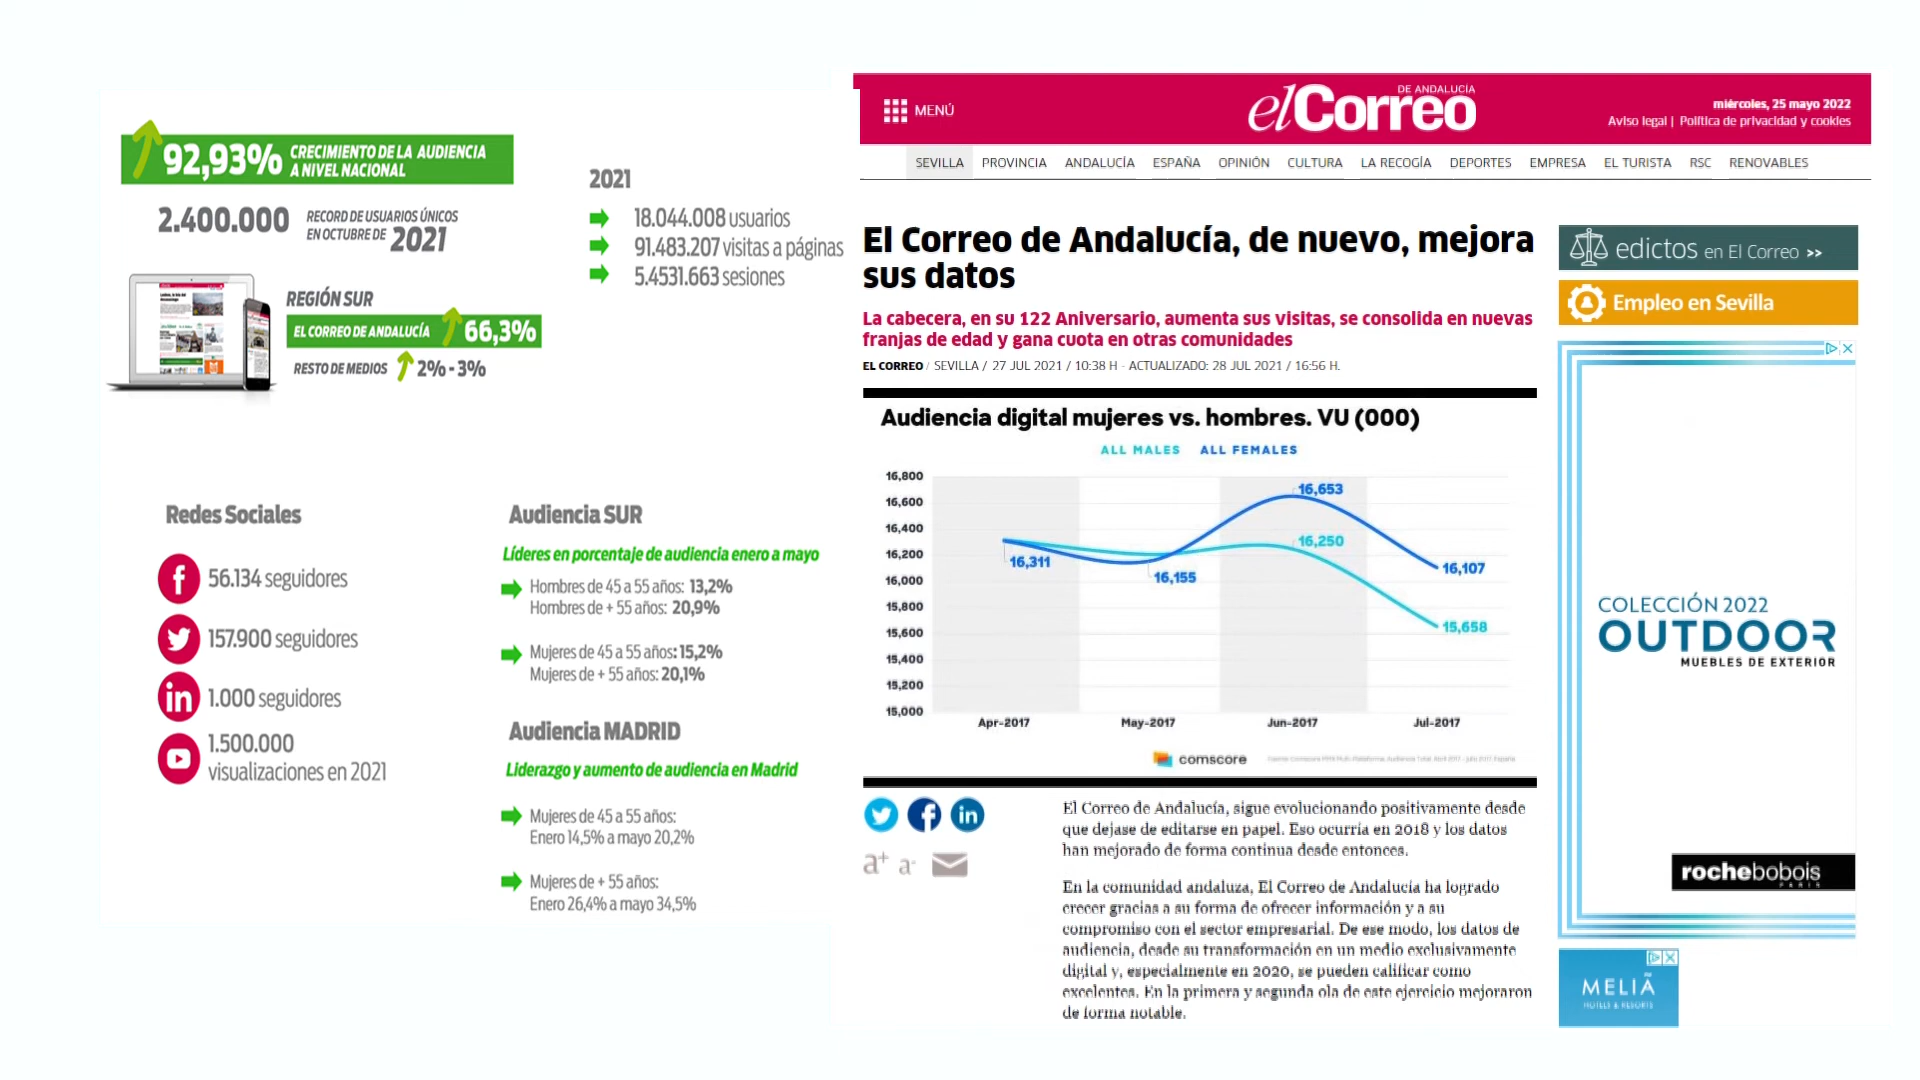 92,93% CRECIMIENTO DE LA AUDIENCIA
A NIVEL NACIONAL
2.400.000 RECORD DE USUARIOS ÚNICOS
EN OCTUBRE DE 2021
REGIÓN SUR
EL CORREO DE ANDALUCÍA 66,3%
RESTO DE MEDIOS 2% - 3%
2021
18.044.008 usuarios
91.483.207 visitas a páginas
5.4531.663 sesiones
Redes Sociales
56.134 seguidores
157.900 seguidores
1.000 seguidores
1.500.000
visualizaciones en 2021
Audiencia SUR
Líderes en porcentaje de audiencia enero a mayo
Hombres de 45 a 55 años: 13,2%
Hombres de + 55 años: 20,9%
Mujeres de 45 a 55 años: 15,2%
Mujeres de + 55 años: 20,1%
Audiencia MADRID
Liderazgo y aumento de audiencia en Madrid
Mujeres de 45 a 55 años:
Enero 14,5% a mayo 20,2%
Mujeres de + 55 años:
Enero 26,4% a mayo 34,5%
MENÚ
DE ANDALUCÍA
elCorreo
miércoles, 25 mayo 2022
Aviso legal | Política de privacidad y cookies
SEVILLA PROVINCIA ANDALUCÍA ESPAÑA OPINIÓN CULTURA LA RECOGÍA DEPORTES EMPRESA EL TURISTA RSC RENOVABLES
El Correo de Andalucía, de nuevo, mejora
sus datos
La cabecera, en su 122 Aniversario, aumenta sus visitas, se consolida en nuevas
franjas de edad y gana cuota en otras comunidades
EL CORREO / SEVILLA / 27 JUL 2021 / 10:38 H - ACTUALIZADO: 28 JUL 2021 / 16:56 H.
Audiencia digital mujeres vs. hombres. VU (000)
ALL MALES ALL FEMALES
16,800
16,600
16,400
16,200
16,000
15,800
15,600
15,400
15,200
15,000
16,311
16,155
16,653
16,250
16,107
15,658
Apr-2017 May-2017 Jun-2017 Jul-2017
comscore
a+ a-
El Correo de Andalucía, sigue evolucionando positivamente desde
que dejase de editarse en papel. Eso ocurría en 2018 y los datos
han mejorado de forma continua desde entonces.
En la comunidad andaluza, El Correo de Andalucía ha logrado
crecer gracias a su forma de ofrecer información y a su
compromiso con el sector empresarial. De ese modo, los datos de
audiencia, desde su transformación en un medio exclusivamente
digital y, especialmente en 2020, se pueden calificar como
excelentes. En la primera y segunda ola de este ejercicio mejoraron
de forma notable.
edictos en El Correo >>
Empleo en Sevilla
COLECCIÓN 2022
OUTDOOR
MUEBLES DE EXTERIOR
rochebobois
PARIS
MELIÃ
HOTELS & RESORTS